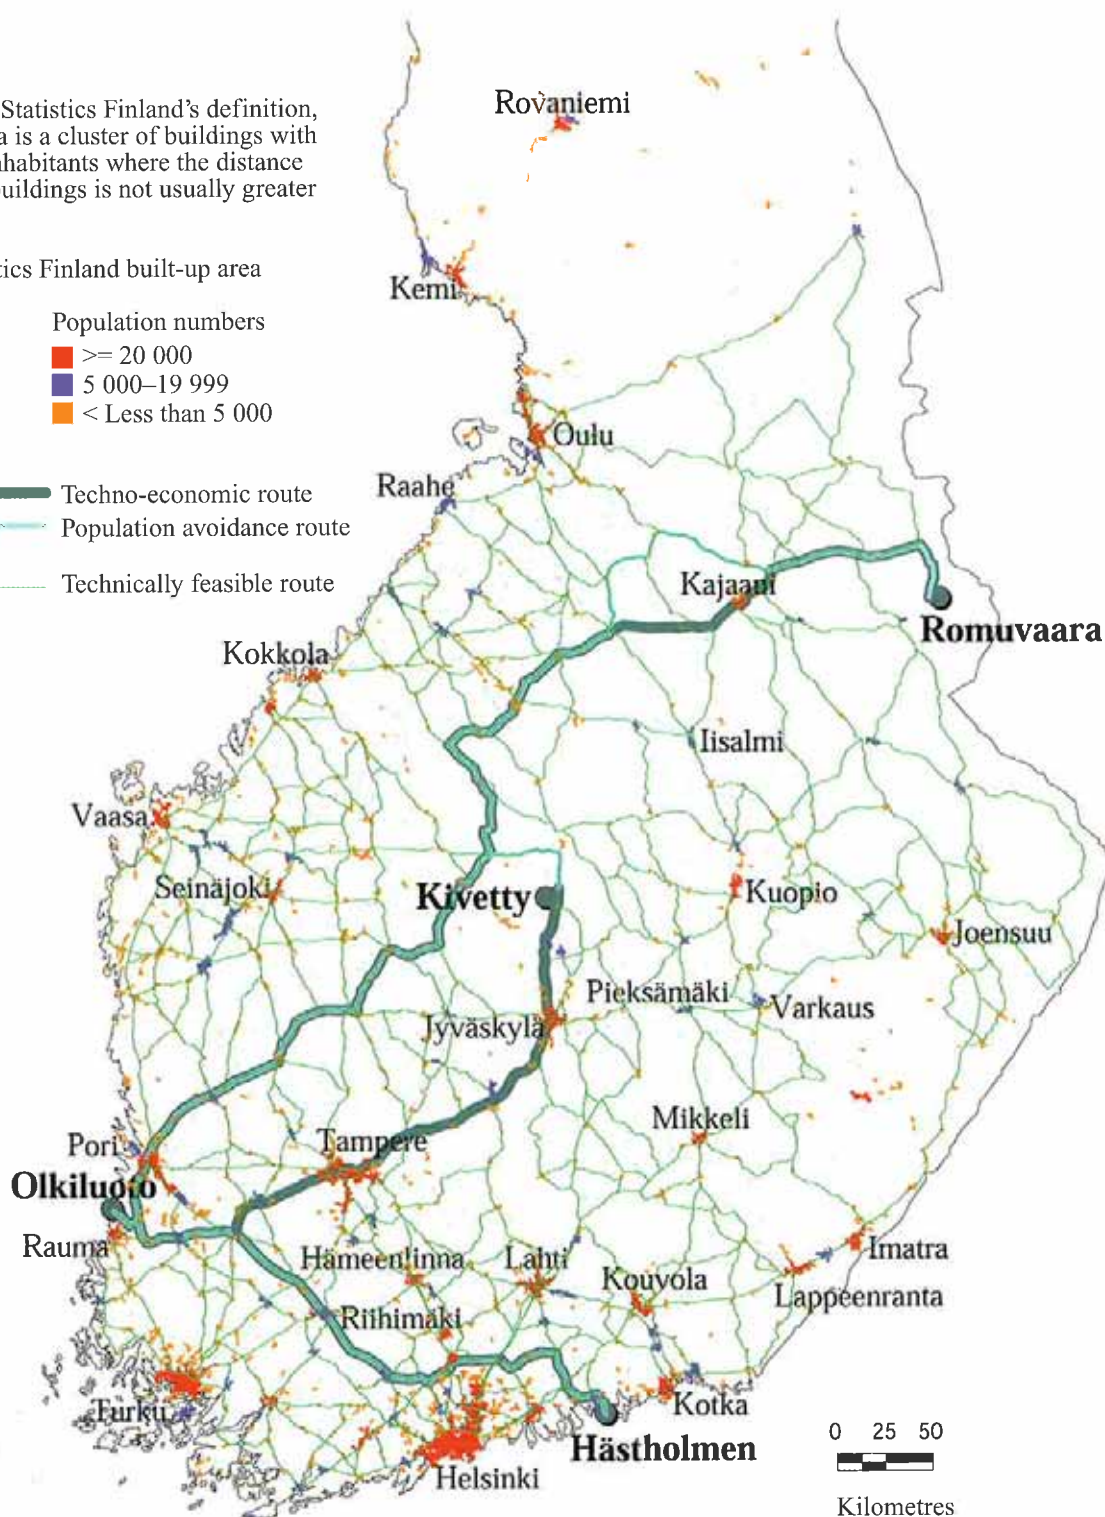 Statistics Finland’s definition,
a is a cluster of buildings with
nhabitants where the distance
buildings is not usually greater
tics Finland built-up area
Population numbers
>= 20 000
5 000–19 999
< Less than 5 000
Techno-economic route
Population avoidance route
Technically feasible route
Rovaniemi
Kemi
Oulu
Raahe
Kajaani
Romuvaara
Kokkola
Iisalmi
Vaasa
Seinäjoki
Kivetty
Kuopio
Joensuu
Pieksämäki
Varkaus
Jyväskylä
Mikkeli
Pori
Tampere
Olkiluoto
Rauma
Hämeenlinna
Lahti
Kouvola
Imatra
Lappeenranta
Riihimäki
Turku
Kotka
Hästholmen
Helsinki
0 25 50
Kilometres